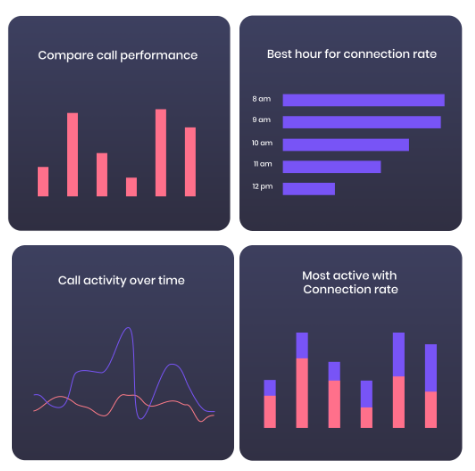 Compare call performance
Best hour for connection rate
8 am
9 am
10 am
11 am
12 pm
Call activity over time
Most active with
Connection rate